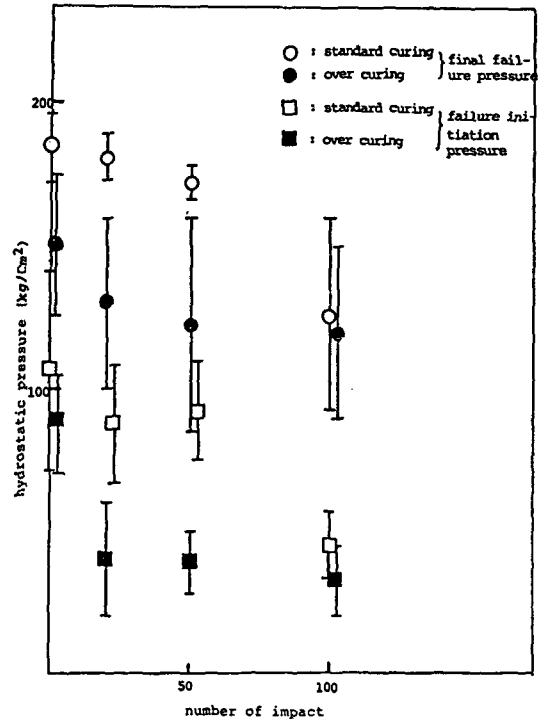 ○ : standard curing } final fail-
● : over curing } ure pressure
□ : standard curing } failure ini-
■ : over curing } tiation
pressure
200
100
hydrostatic pressure (kg/Cm²)
50
100
number of impact